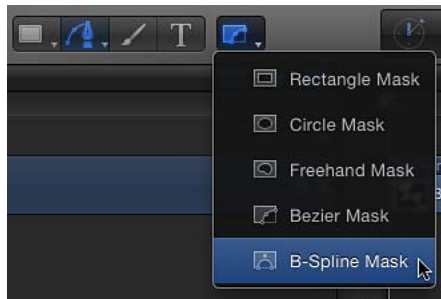 T
Rectangle Mask
Circle Mask
Freehand Mask
Bezier Mask
B-Spline Mask